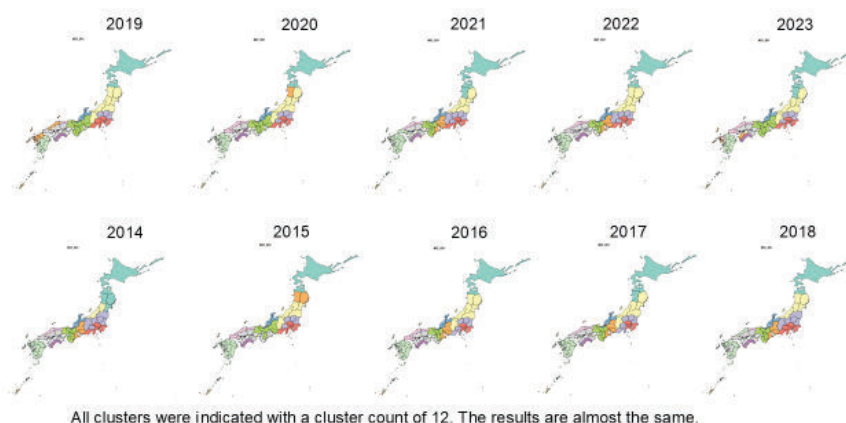 2019 2020 2021 2022 2023
2014 2015 2016 2017 2018
All clusters were indicated with a cluster count of 12. The results are almost the same.